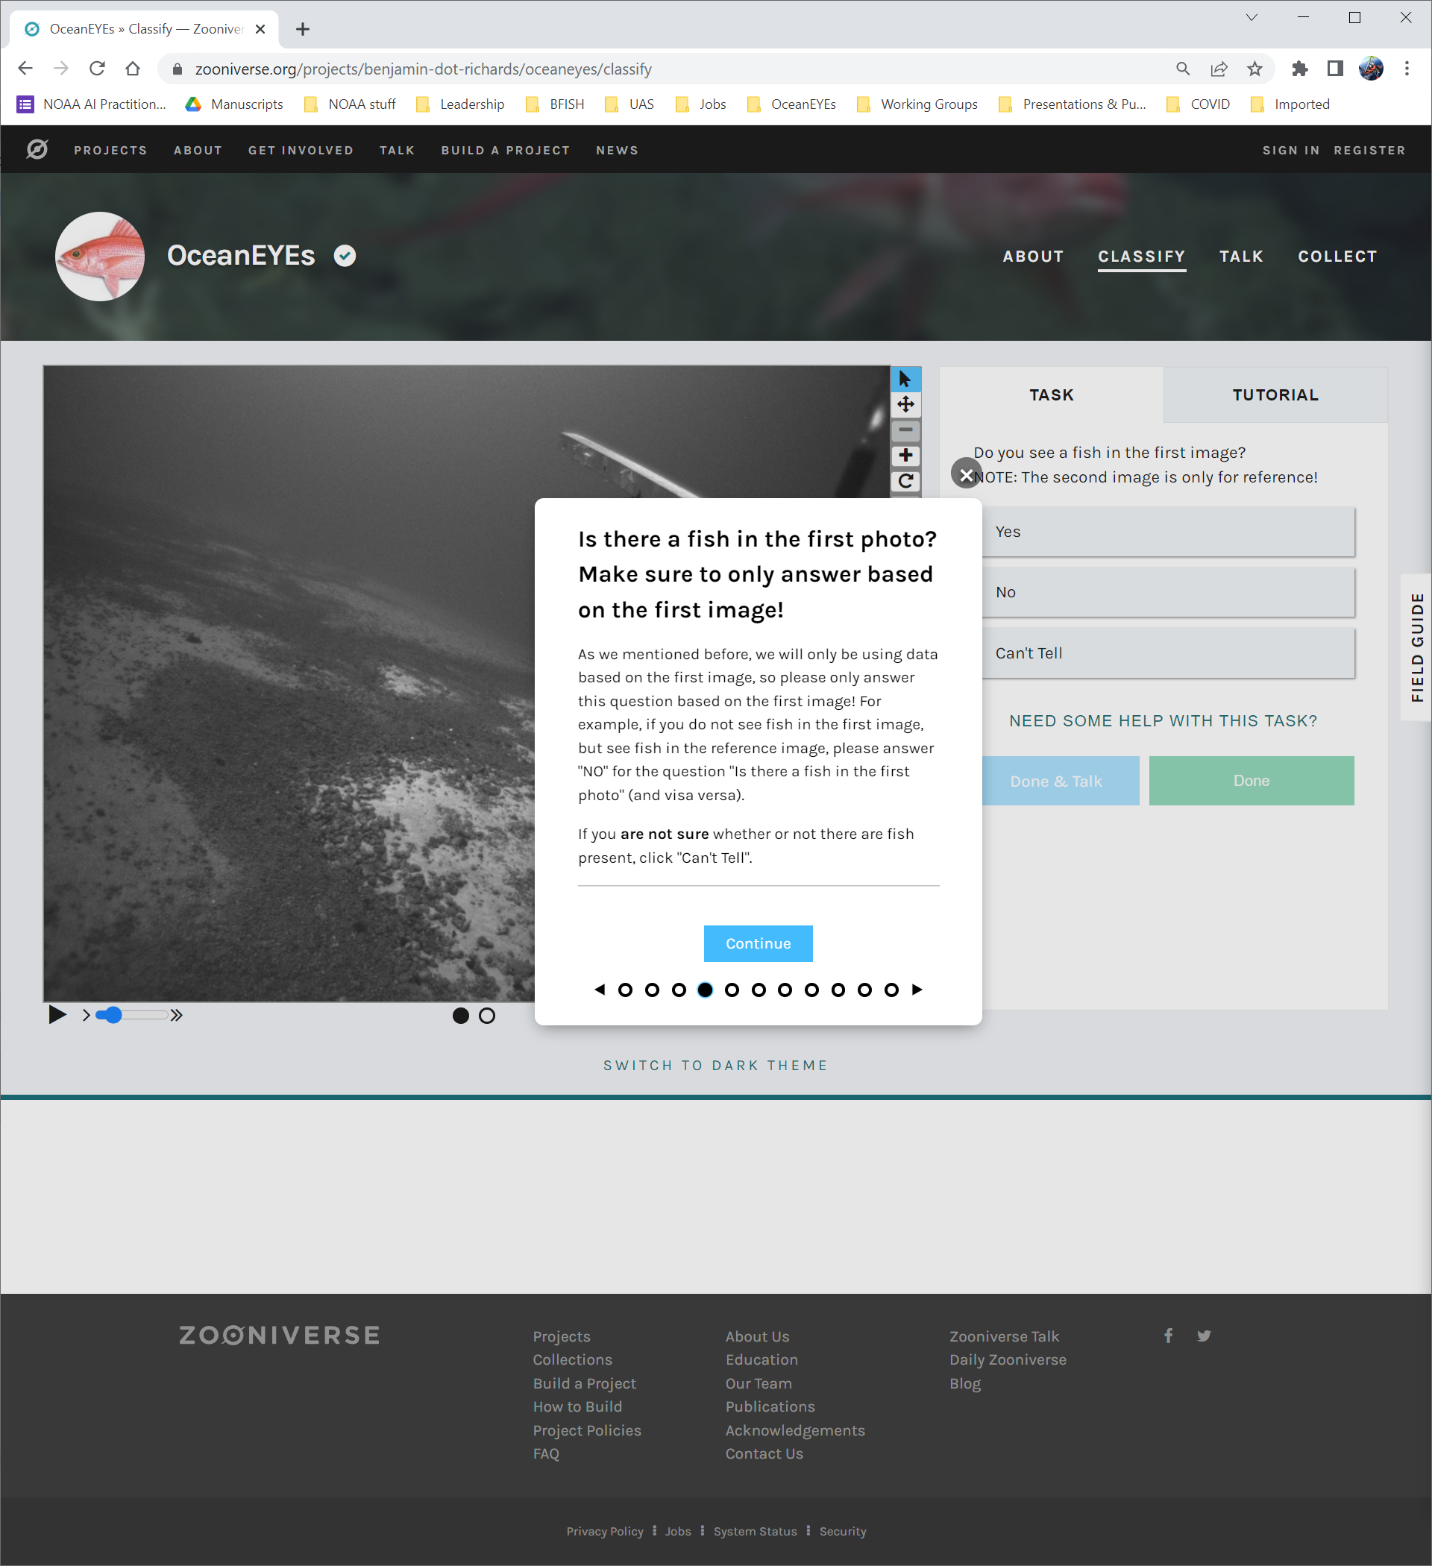 OceanEYEs » Classify — Zooniver
zooniverse.org/projects/benjamin-dot-richards/oceaneyes/classify
NOAA AI Practition... Manuscripts NOAA stuff Leadership BFISH UAS Jobs OceanEYEs Working Groups Presentations & Pu... COVID Imported
PROJECTS ABOUT GET INVOLVED TALK BUILD A PROJECT NEWS SIGN IN REGISTER
OceanEYEs ABOUT CLASSIFY TALK COLLECT
TASK TUTORIAL
Do you see a fish in the first image?
NOTE: The second image is only for reference!
Yes
No
Can't Tell
NEED SOME HELP WITH THIS TASK?
Done & Talk Done
FIELD GUIDE
Is there a fish in the first photo?
Make sure to only answer based
on the first image!
As we mentioned before, we will only be using data
based on the first image, so please only answer
this question based on the first image! For
example, if you do not see fish in the first image,
but see fish in the reference image, please answer
"NO" for the question "Is there a fish in the first
photo" (and visa versa).
If you are not sure whether or not there are fish
present, click "Can't Tell".
Continue
SWITCH TO DARK THEME
ZOONIVERSE
Projects
Collections
Build a Project
How to Build
Project Policies
FAQ
About Us
Education
Our Team
Publications
Acknowledgements
Contact Us
Zooniverse Talk
Daily Zooniverse
Blog
Privacy Policy Jobs System Status Security